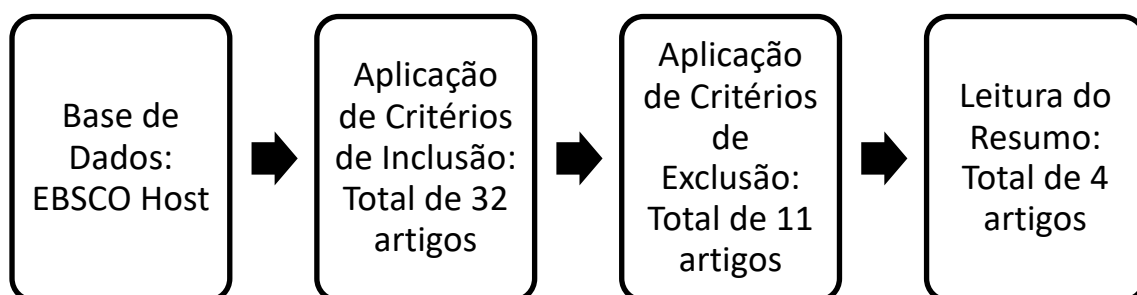 Base de
Dados:
EBSCO Host
Aplicação
de Critérios
de Inclusão:
Total de 32
artigos
Aplicação
de Critérios
de
Exclusão:
Total de 11
artigos
Leitura do
Resumo:
Total de 4
artigos